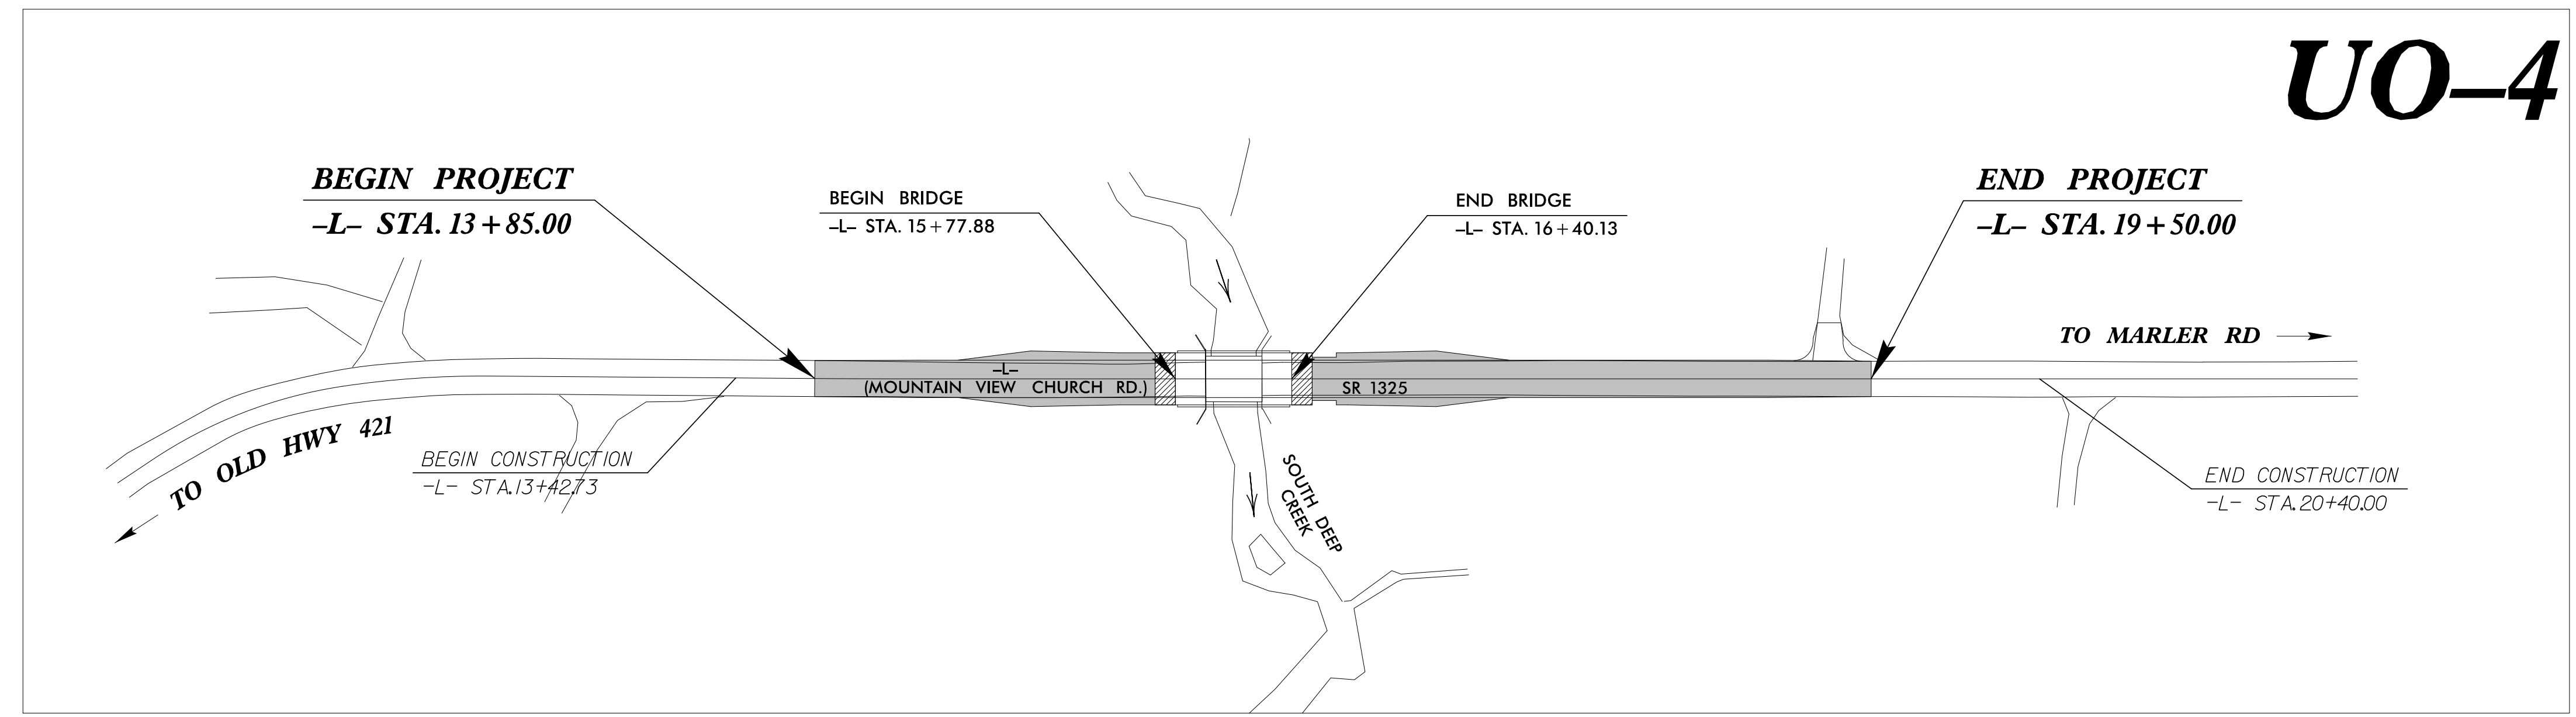 UO–4
BEGIN PROJECT
–L– STA. 13+85.00
BEGIN BRIDGE
–L– STA. 15+77.88
END BRIDGE
–L– STA. 16+40.13
END PROJECT
–L– STA. 19+50.00
TO MARLER RD
–L–
(MOUNTAIN VIEW CHURCH RD.)
SR 1325
TO OLD HWY 421
BEGIN CONSTRUCTION
-L- STA.13+42.73
SOUTH DEEP
CREEK
END CONSTRUCTION
-L- STA.20+40.00